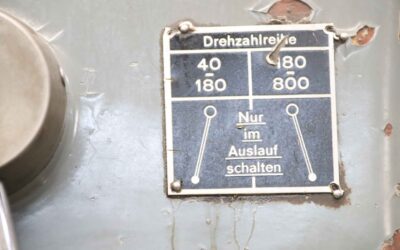 Drehzahlreihe
40 180
- -
180 800
Nur
im
Auslauf
schalten